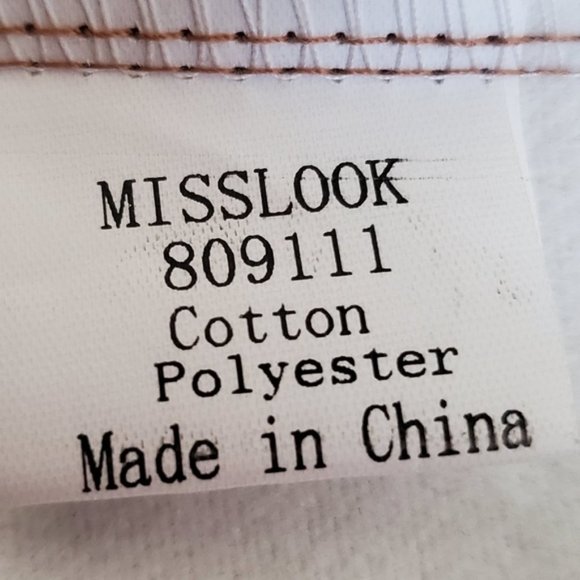 MISSLOOK
809111
Cotton
Polyester
Made in China